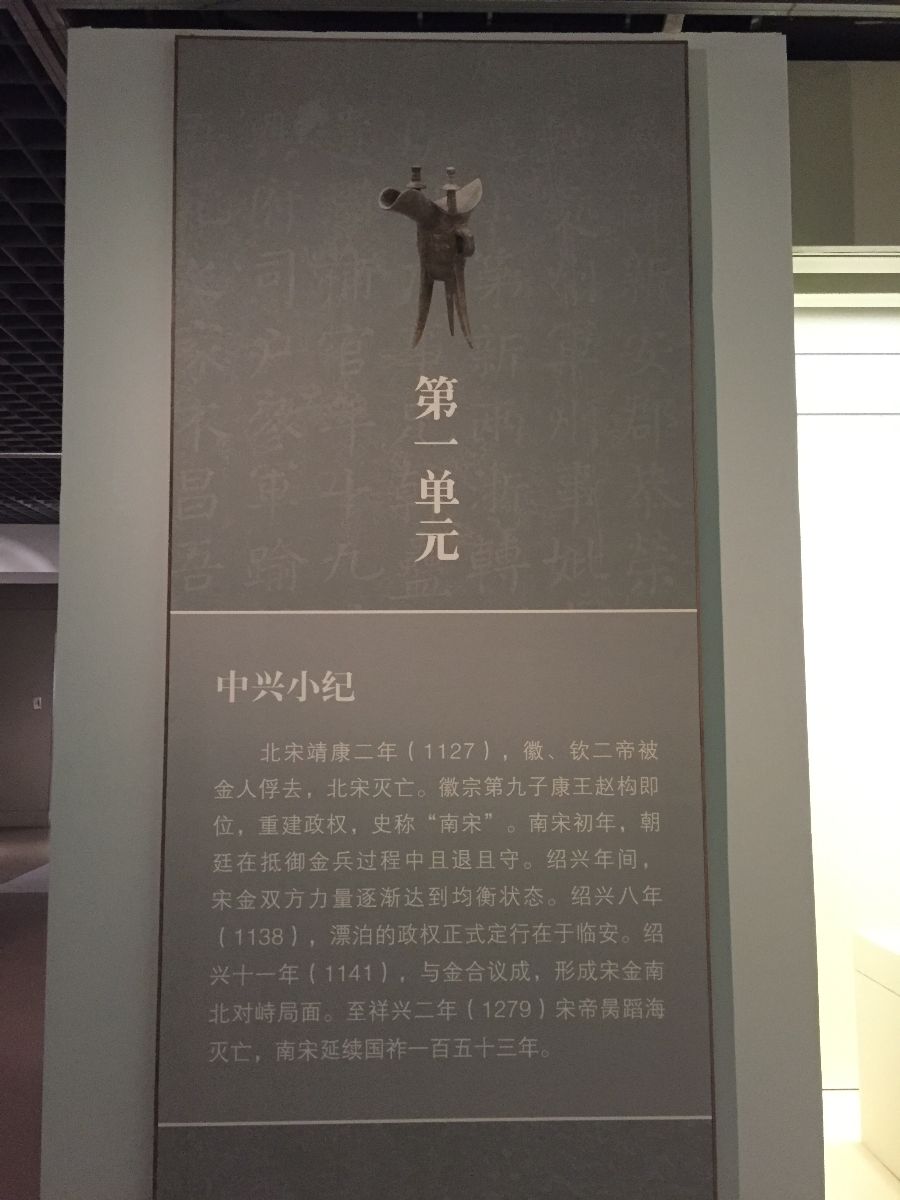 第一单元
中兴小纪
北宋靖康二年（1127），徽、钦二帝被
金人俘去，北宋灭亡。徽宗第九子康王赵构即
位，重建政权，史称“南宋”。南宋初年，朝
廷在抵御金兵过程中且退且守。绍兴年间，
宋金双方力量逐渐达到均衡状态。绍兴八年
（1138），漂泊的政权正式定行在于临安。绍
兴十一年（1141），与金合议成，形成宋金南
北对峙局面。至祥兴二年（1279）宋帝昺蹈海
灭亡，南宋延续国祚一百五十三年。